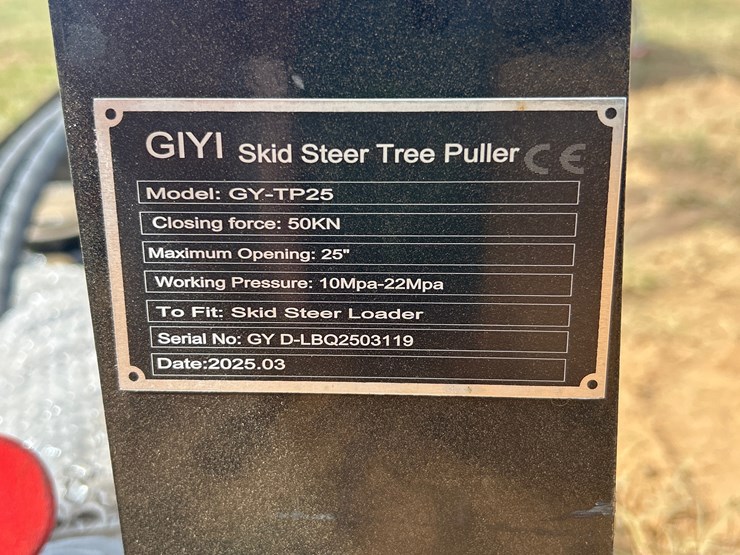 GIYI Skid Steer Tree Puller CE
Model: GY-TP25
Closing force: 50KN
Maximum Opening: 25"
Working Pressure: 10Mpa-22Mpa
To Fit: Skid Steer Loader
Serial No: GY D-LBQ2503119
Date:2025.03